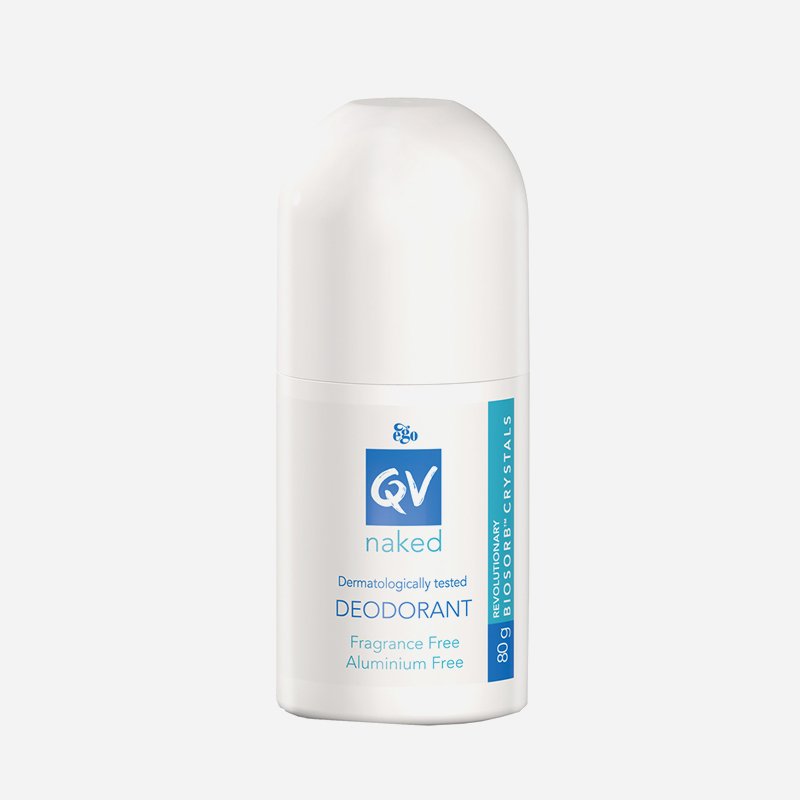 ego
QV
naked
Dermatologically tested
DEODORANT
Fragrance Free
Aluminium Free
REVOLUTIONARY
BIOSORB™ CRYSTALS
80 g